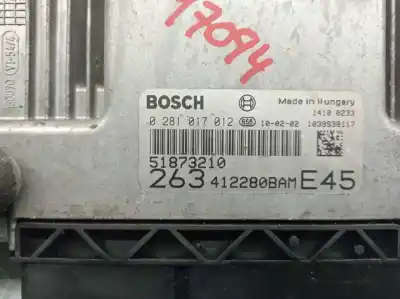 17094
BOSCH
Made in Hungary
1410 0233
0 281 017 012
10-02-02
1039S38117
51873210
263 412280BAM E45